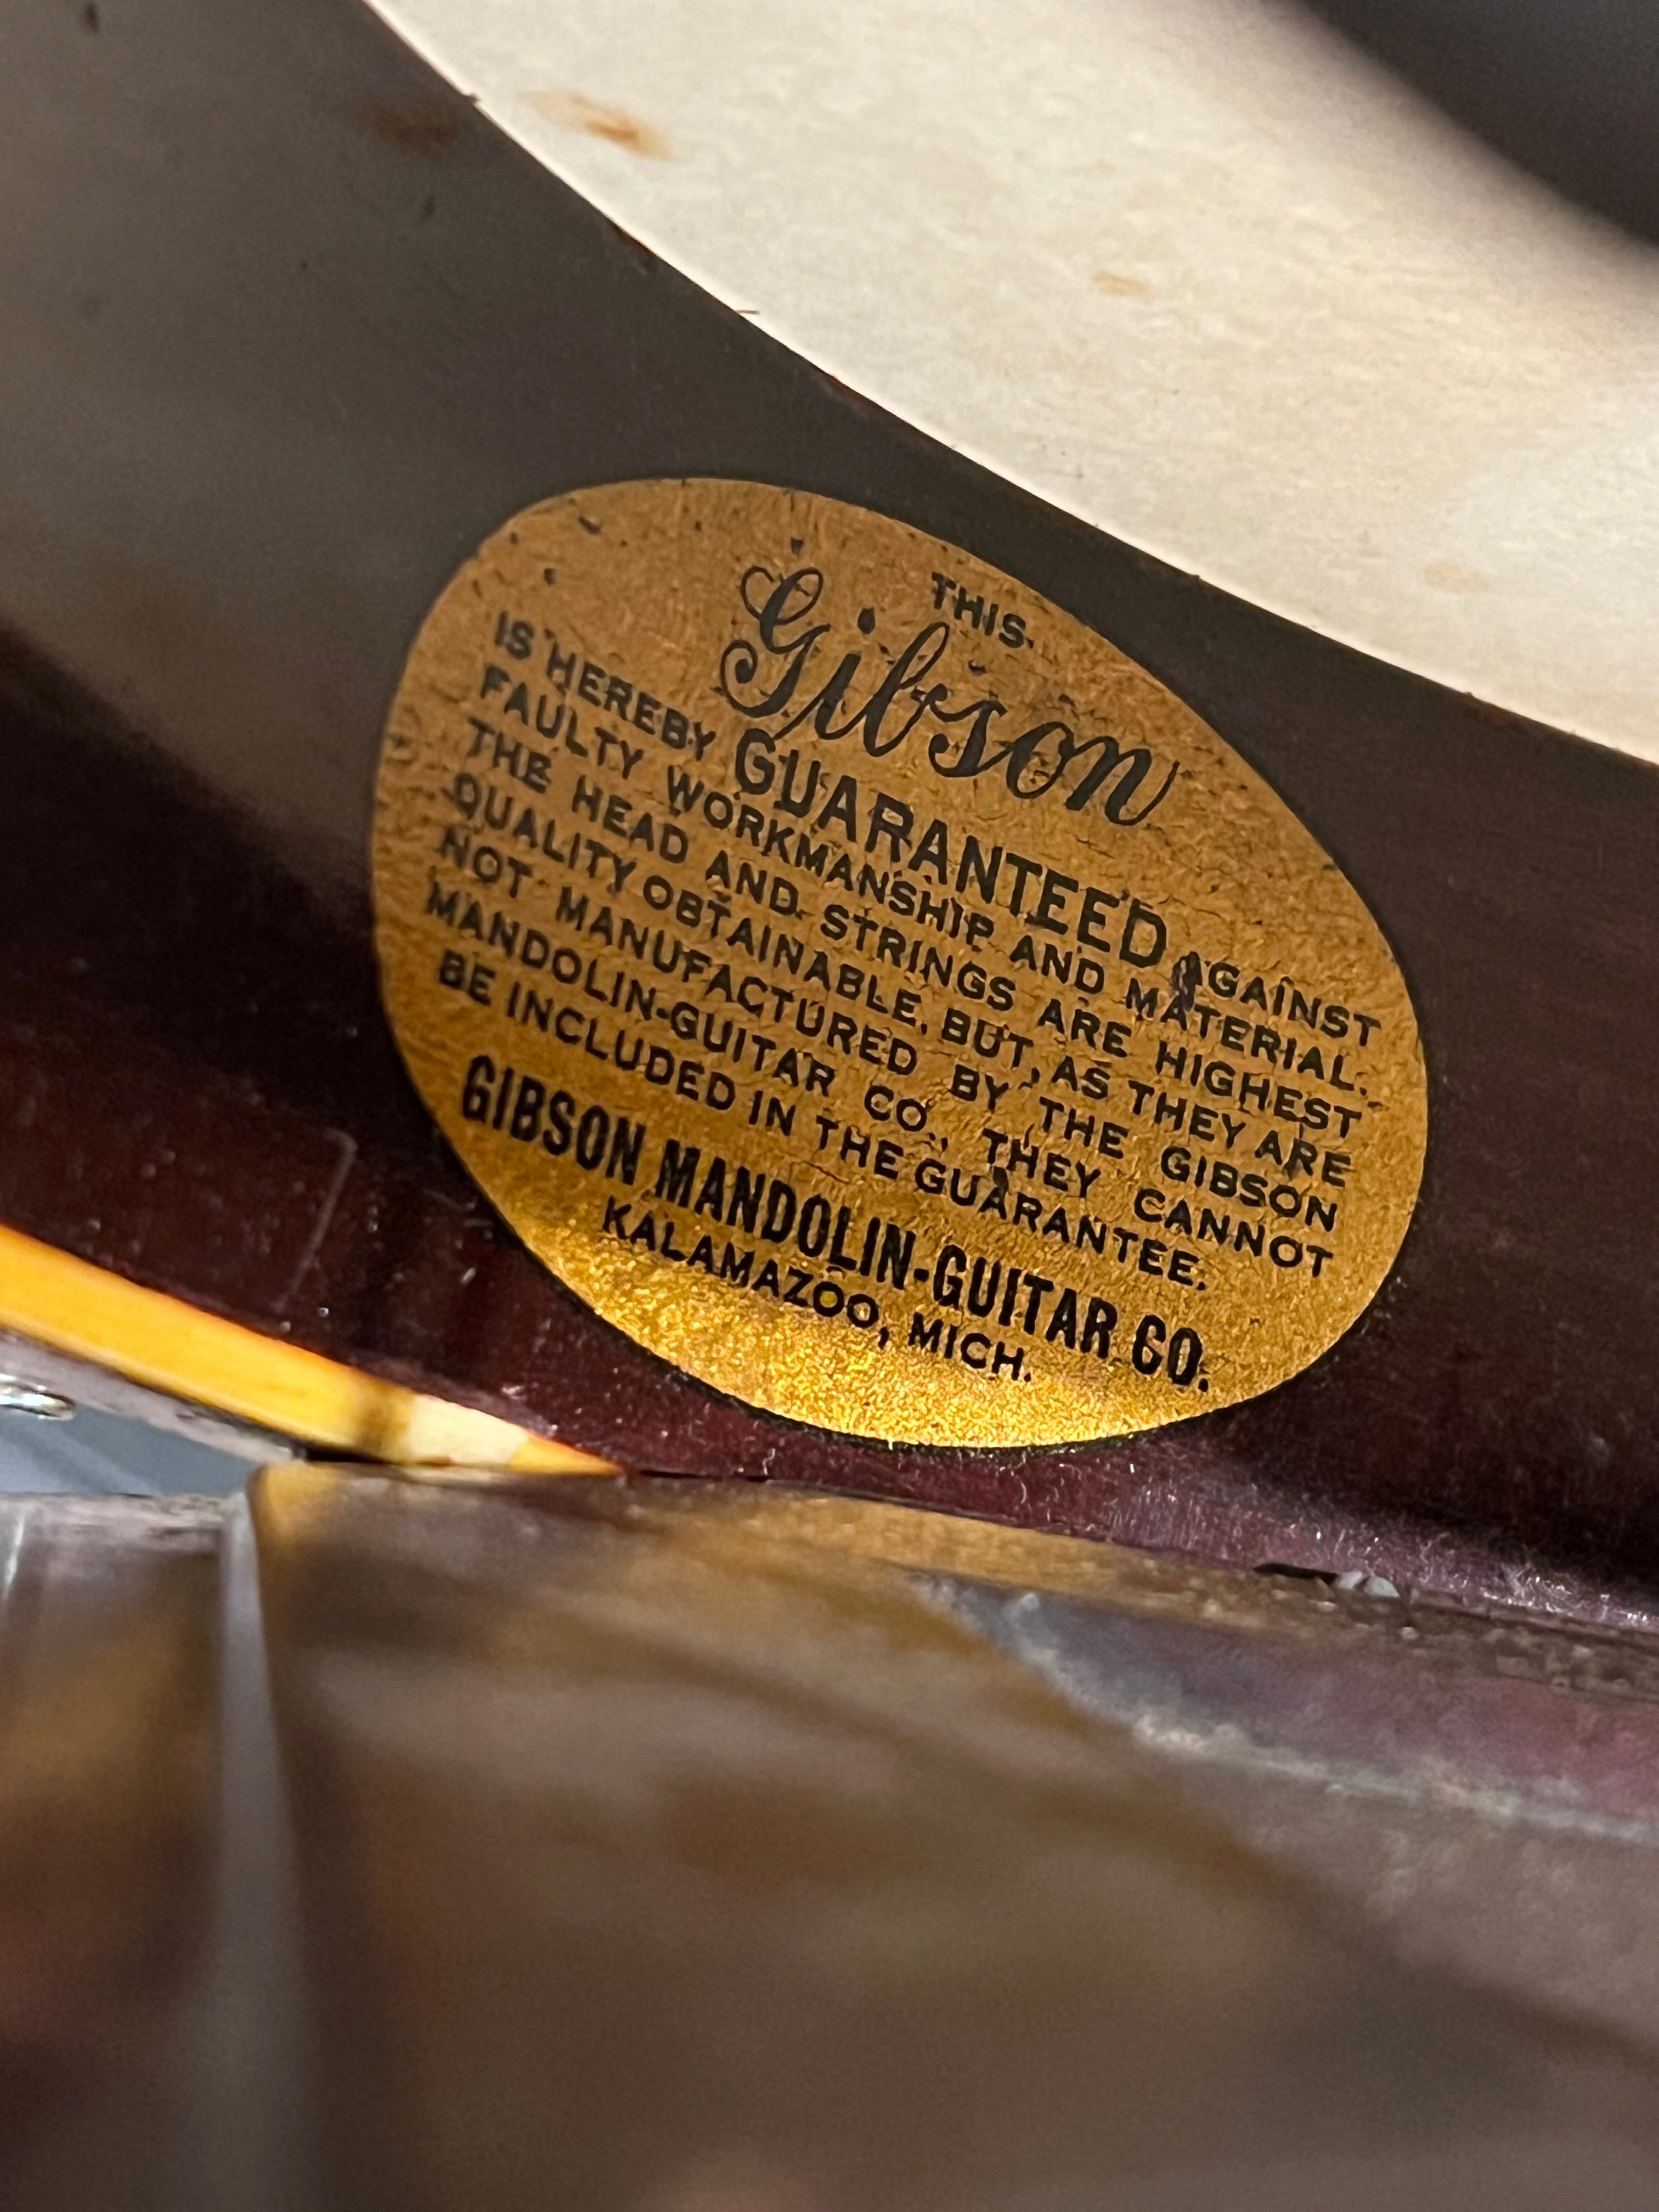 THIS
Gibson
IS HEREBY GUARANTEED AGAINST
FAULTY WORKMANSHIP AND MATERIAL.
THE HEAD AND STRINGS ARE HIGHEST
QUALITY OBTAINABLE, BUT, AS THEY ARE
NOT MANUFACTURED BY THE GIBSON
MANDOLIN-GUITAR CO., THEY CANNOT
BE INCLUDED IN THE GUARANTEE.
GIBSON MANDOLIN-GUITAR CO.
KALAMAZOO, MICH.